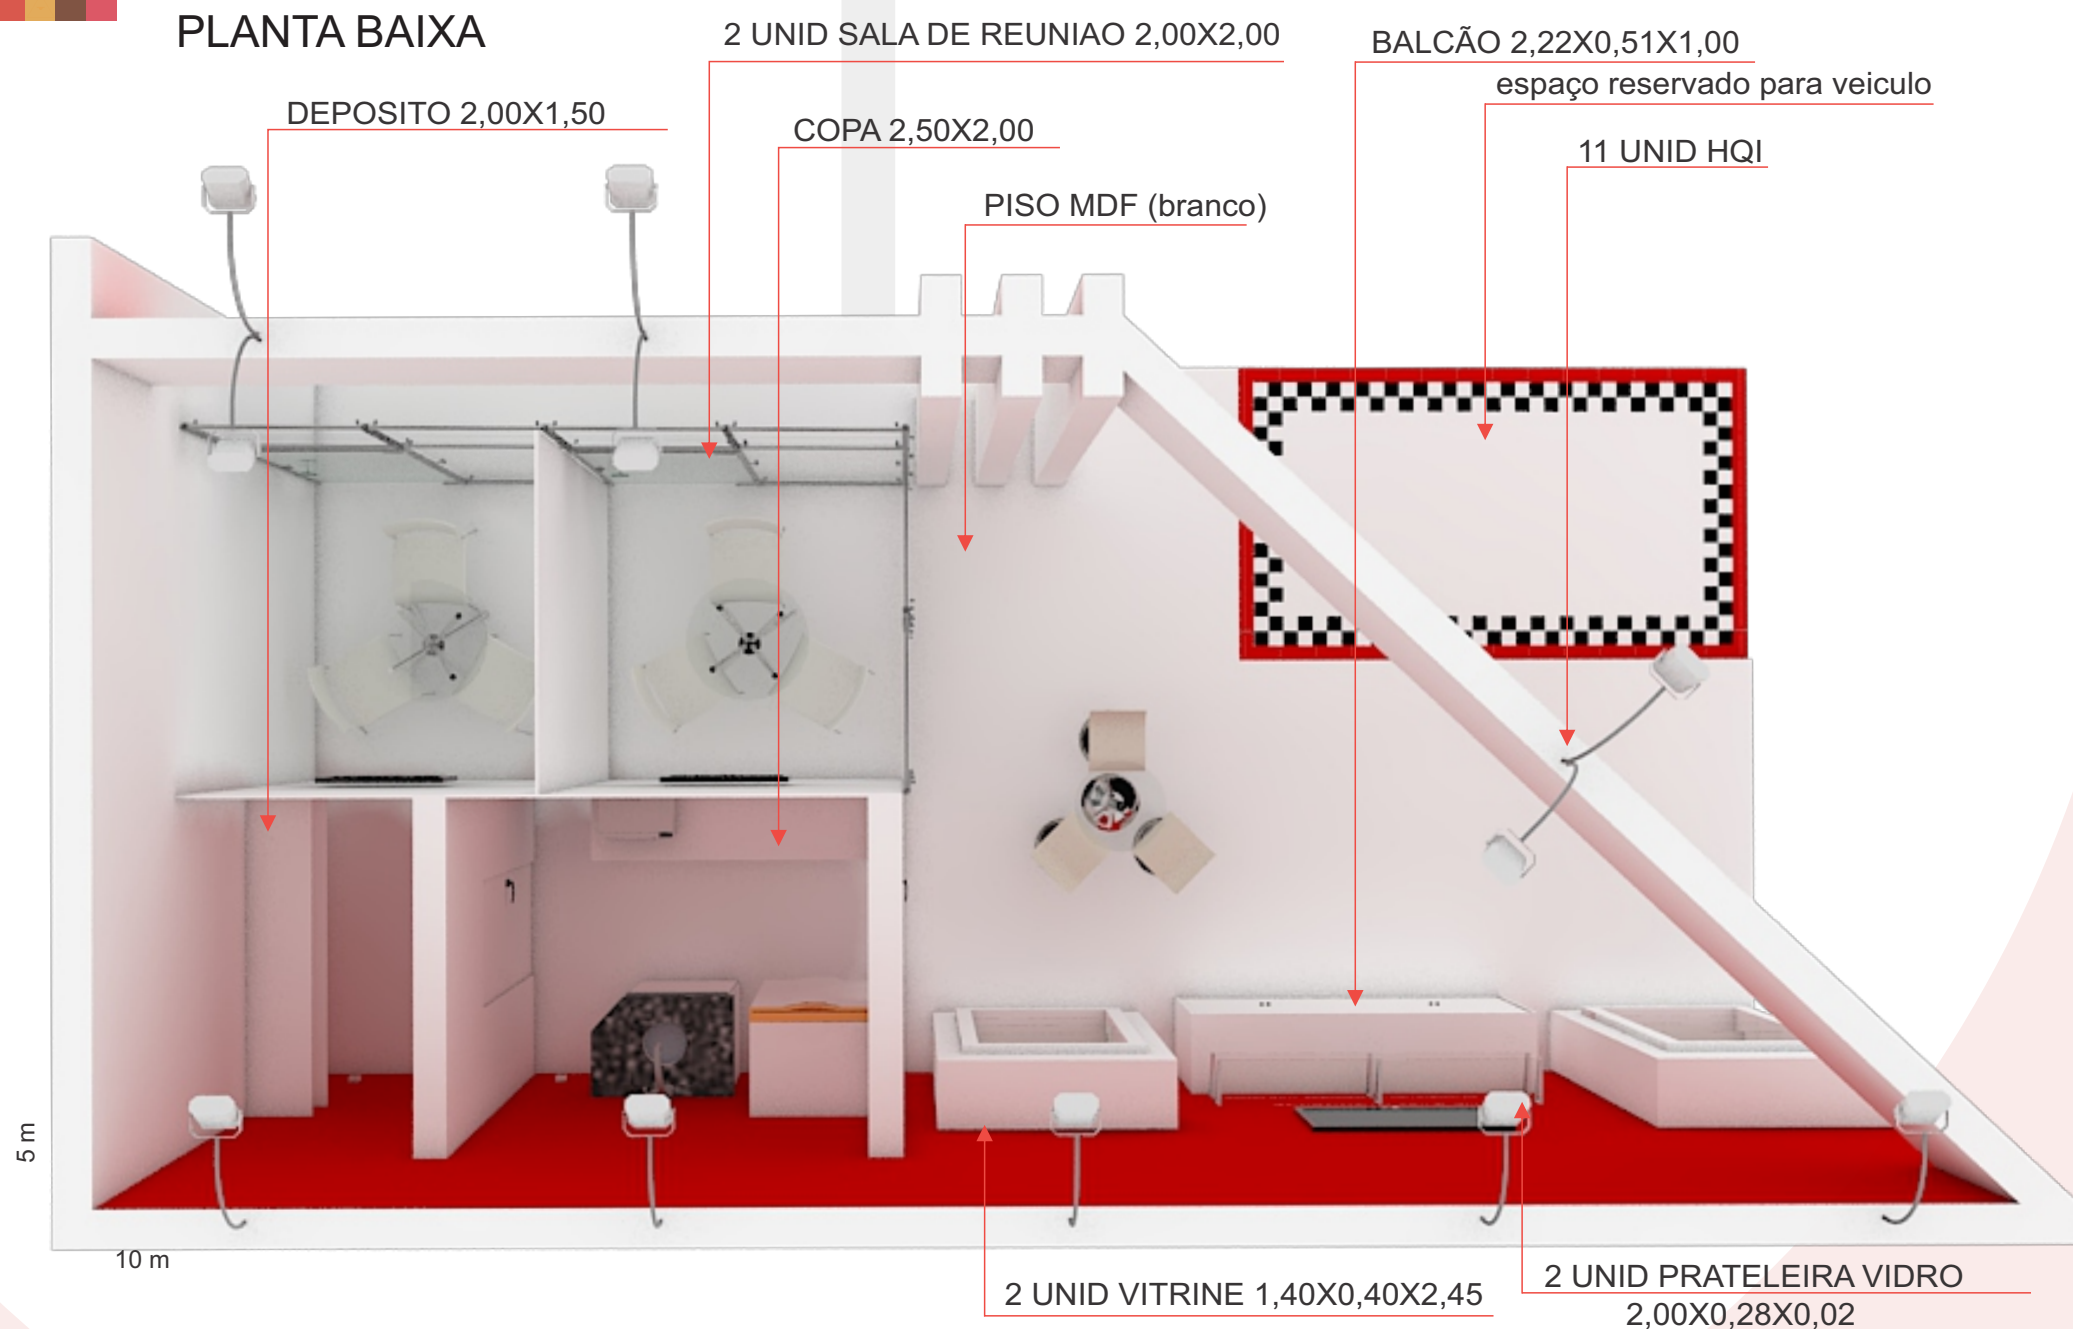 PLANTA BAIXA
2 UNID SALA DE REUNIAO 2,00X2,00
BALCÃO 2,22X0,51X1,00
espaço reservado para veiculo
DEPOSITO 2,00X1,50
COPA 2,50X2,00
11 UNID HQI
PISO MDF (branco)
5 m
10 m
2 UNID VITRINE 1,40X0,40X2,45
2 UNID PRATELEIRA VIDRO
2,00X0,28X0,02